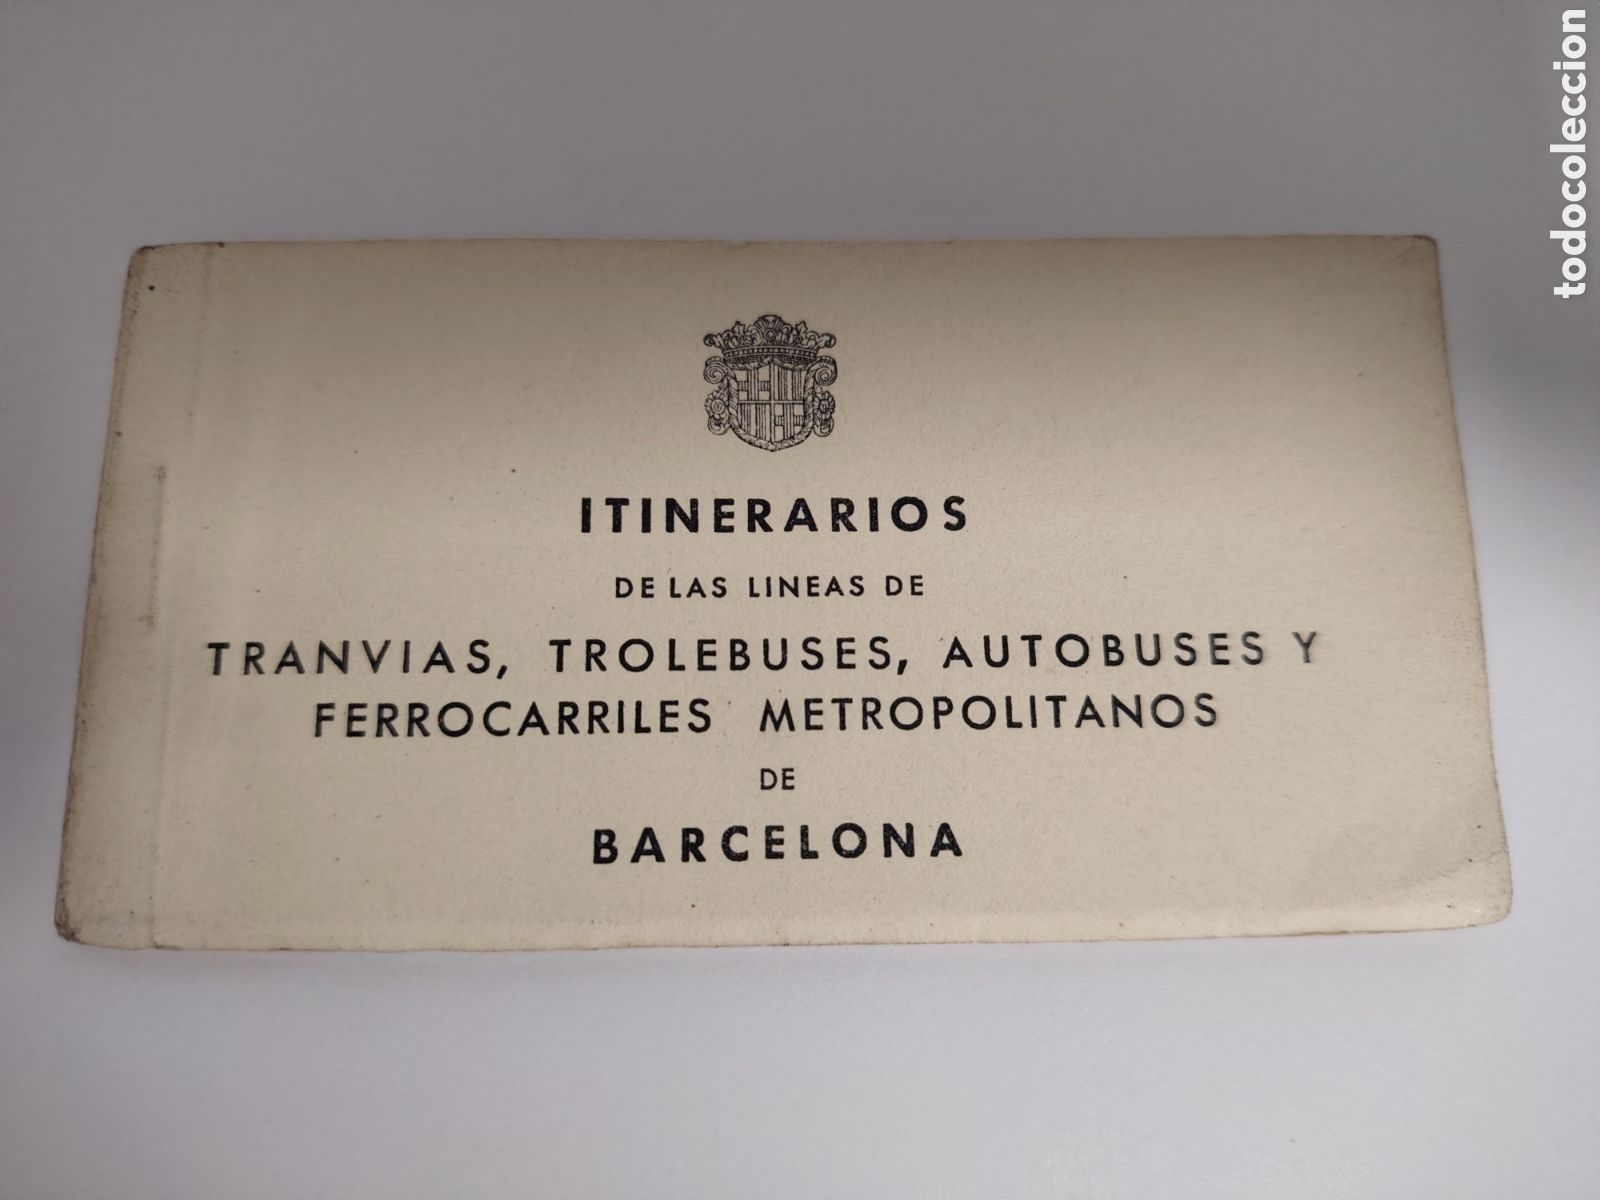 ITINERARIOS
DE LAS LINEAS DE
TRANVIAS, TROLEBUSES, AUTOBUSES Y
FERROCARRILES METROPOLITANOS
DE
BARCELONA
todocoleccion